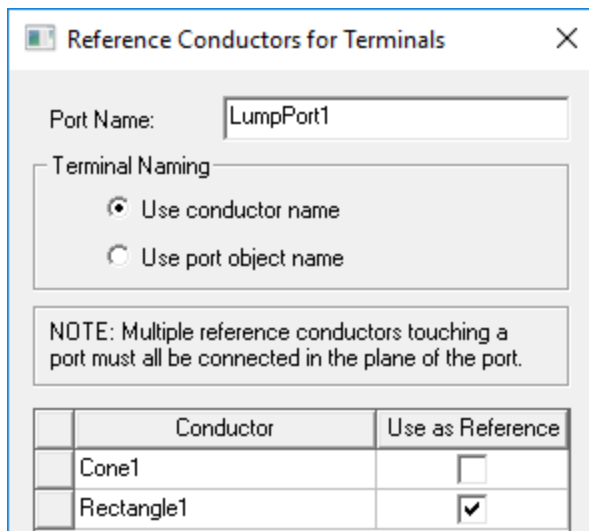 Reference Conductors for Terminals
Port Name: LumpPort1
Terminal Naming
Use conductor name
Use port object name
NOTE: Multiple reference conductors touching a
port must all be connected in the plane of the port.
Conductor Use as Reference
Cone1
Rectangle1